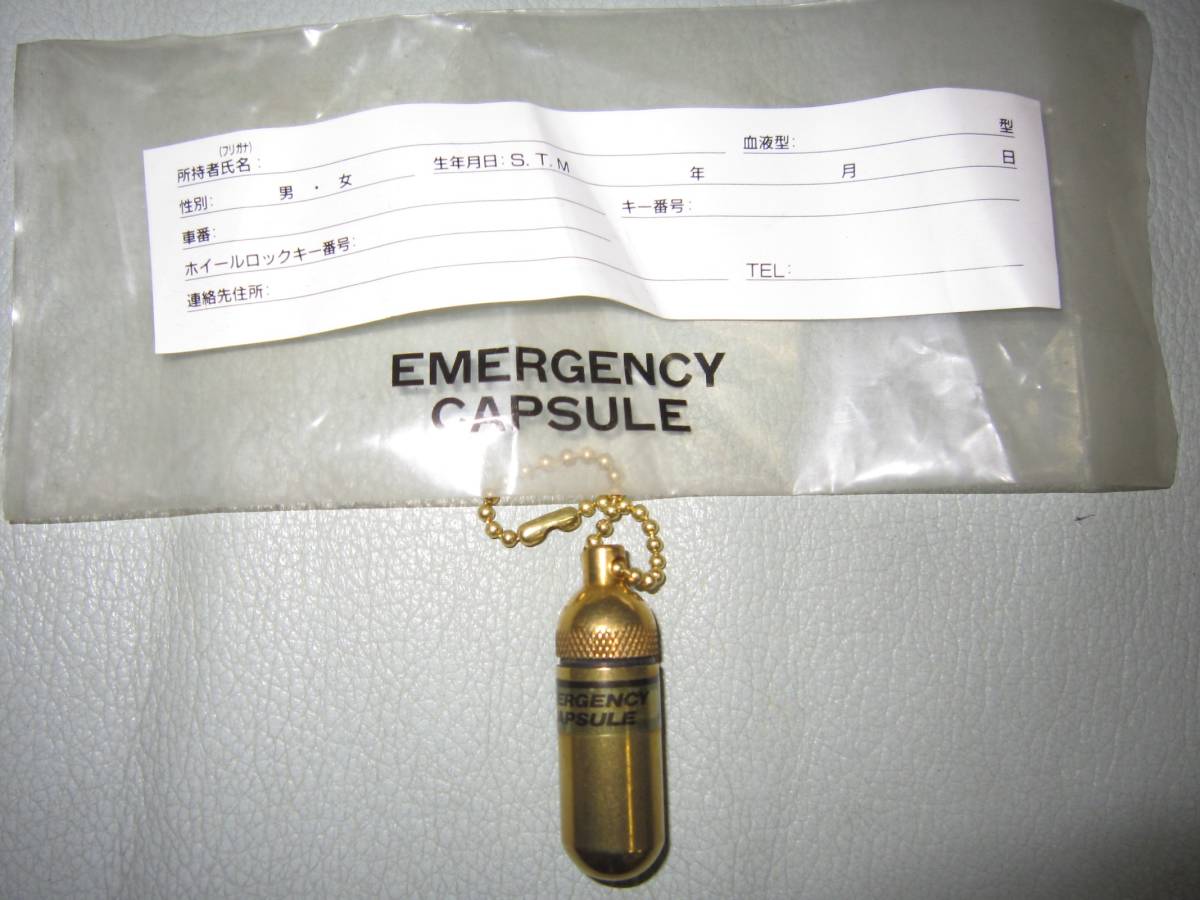 (フリガナ)
所持者氏名: 血液型: 型
性別: 男 ・ 女 生年月日: S. T. M 年 月 日
車番: キー番号:
ホイールロックキー番号:
連絡先住所: TEL:
EMERGENCY
CAPSULE
ERGENCY
APSULE